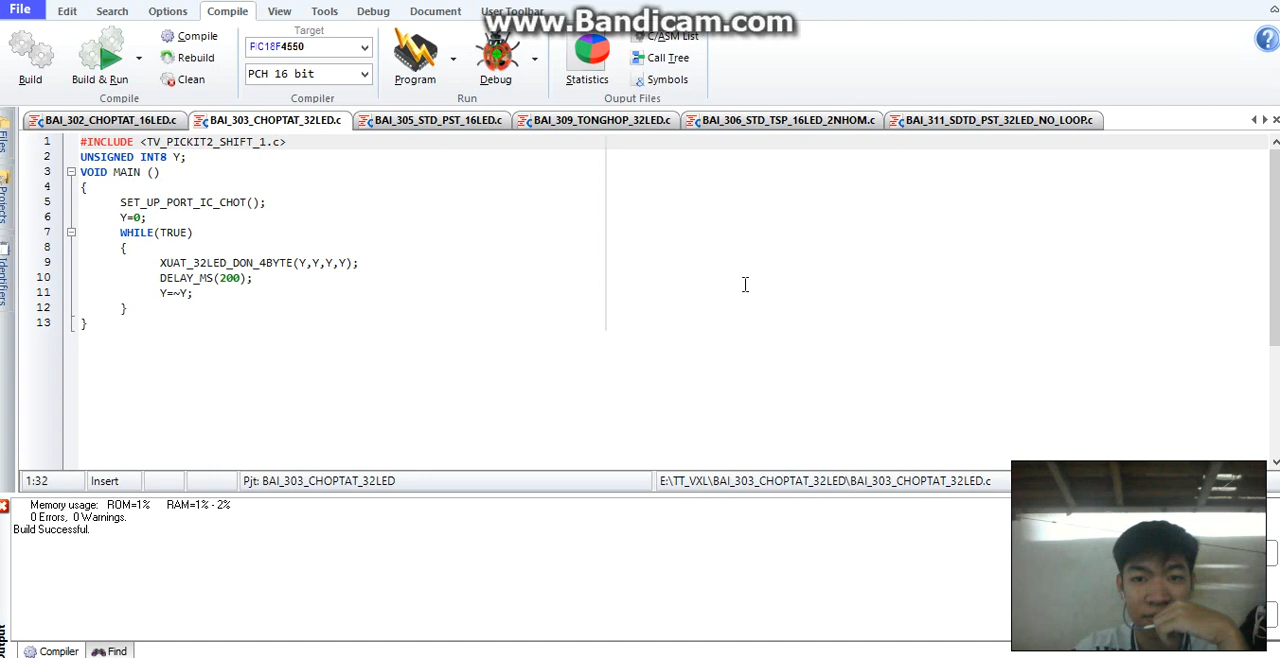 www.Bandicam.com
File Edit Search Options Compile View Tools Debug Document User Toolbar
Build
Build & Run
Compile
Rebuild
Clean
Compile
Target
PIC18F4550
PCH 16 bit
Compiler
Program
Debug
Run
Statistics
C/ASM List
Call Tree
Symbols
Ouput Files
BAI_302_CHOPTAT_16LED.c BAI_303_CHOPTAT_32LED.c BAI_305_STD_PST_16LED.c BAI_309_TONGHOP_32LED.c BAI_306_STD_TSP_16LED_2NHOM.c BAI_311_SDTD_PST_32LED_NO_LOOP.c
Files
Projects
Identifiers
1 #INCLUDE <TV_PICKIT2_SHIFT_1.c>
2 UNSIGNED INT8 Y;
3 VOID MAIN ()
4 {
5 SET_UP_PORT_IC_CHOT();
6 Y=0;
7 WHILE(TRUE)
8 {
9 XUAT_32LED_DON_4BYTE(Y,Y,Y,Y);
10 DELAY_MS(200);
11 Y=~Y;
12 }
13 }
1:32 Insert Pjt: BAI_303_CHOPTAT_32LED E:\TT_VXL\BAI_303_CHOPTAT_32LED\BAI_303_CHOPTAT_32LED.c
Memory usage: ROM=1% RAM=1% - 2%
0 Errors, 0 Warnings.
Build Successful.
Compiler Find